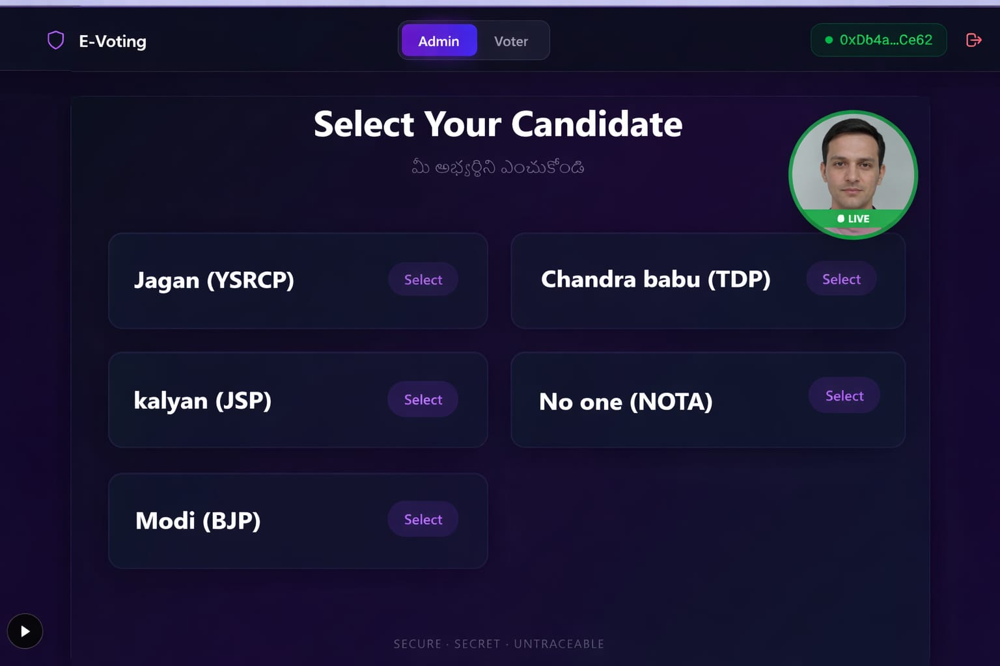 E-Voting
Admin
Voter
0xDb4a...Ce62
Select Your Candidate
మీ అభ్యర్థిని ఎంచుకోండి
LIVE
Jagan (YSRCP)
Select
Chandra babu (TDP)
Select
kalyan (JSP)
Select
No one (NOTA)
Select
Modi (BJP)
Select
SECURE · SECRET · UNTRACEABLE